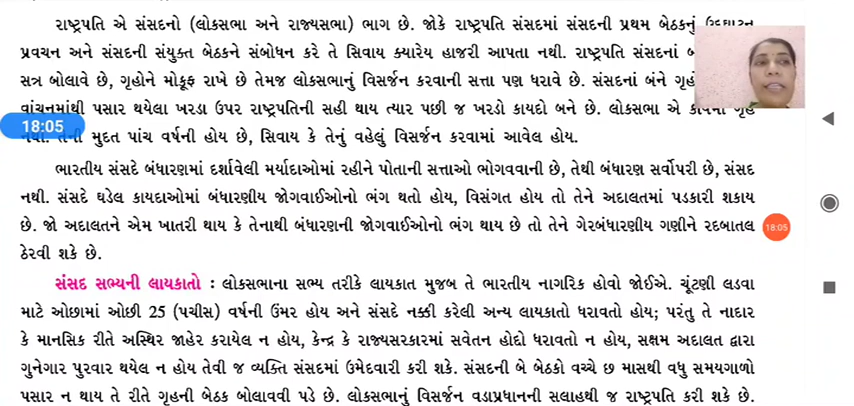 રાષ્ટ્રપતિ એ સંસદનો (લોકસભા અને રાજ્યસભા) ભાગ છે. જોકે રાષ્ટ્રપતિ સંસદમાં સંસદની પ્રથમ બેઠકનું ઉદ્ઘાટન
પ્રવચન અને સંસદની સંયુક્ત બેઠકને સંબોધન કરે તે સિવાય ક્યારેય હાજરી આપતા નથી. રાષ્ટ્રપતિ સંસદનાં
સત્ર બોલાવે છે, ગૃહોને મોકૂફ રાખે છે તેમજ લોકસભાનું વિસર્જન કરવાની સત્તા પણ ધરાવે છે. સંસદનાં બંને
વાંચનમાંથી પસાર થયેલા ખરડા ઉપર રાષ્ટ્રપતિની સહી થાય ત્યાર પછી જ ખરડો કાયદો બને છે. લોકસભા એ કાયમી ગૃહ
18:05 મુદત પાંચ વર્ષની હોય છે, સિવાય કે તેનું વહેલું વિસર્જન કરવામાં આવેલ હોય.
ભારતીય સંસદે બંધારણમાં દર્શાવેલી મર્યાદાઓમાં રહીને પોતાની સત્તાઓ ભોગવવાની છે, તેથી બંધારણ સર્વોપરી છે, સંસદ
નથી. સંસદે ઘડેલ કાયદાઓમાં બંધારણીય જોગવાઈઓનો ભંગ થતો હોય, વિસંગત હોય તો તેને અદાલતમાં પડકારી શકાય
છે. જો અદાલતને એમ ખાતરી થાય કે તેનાથી બંધારણની જોગવાઈઓનો ભંગ થાય છે તો તેને ગેરબંધારણીય ગણીને રદબાતલ
18:05
ઠેરવી શકે છે.
સંસદ સભ્યની લાયકાતો : લોકસભાના સભ્ય તરીકે લાયકાત મુજબ તે ભારતીય નાગરિક હોવો જોઈએ. ચૂંટણી લડવા
માટે ઓછામાં ઓછી 25 (પચીસ) વર્ષની ઉંમર હોય અને સંસદે નક્કી કરેલી અન્ય લાયકાતો ધરાવતો હોય; પરંતુ તે નાદાર
કે માનસિક રીતે અસ્થિર જાહેર કરાયેલ ન હોય, કેન્દ્ર કે રાજ્યસરકારમાં સવેતન હોદ્દો ધરાવતો ન હોય, સક્ષમ અદાલત દ્વારા
ગુનેગાર પુરવાર થયેલ ન હોય તેવી જ વ્યક્તિ સંસદમાં ઉમેદવારી કરી શકે. સંસદની બે બેઠકો વચ્ચે છ માસથી વધુ સમયગાળો
પસાર ન થાય તે રીતે ગૃહની બેઠક બોલાવવી પડે છે. લોકસભાનું વિસર્જન વડાપ્રધાનની સલાહથી જ રાષ્ટ્રપતિ કરી શકે છે.